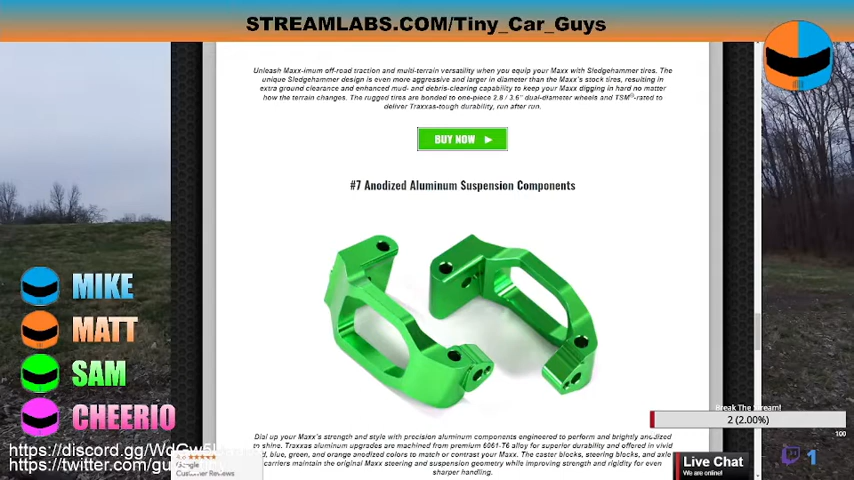 STREAMLABS.COM/Tiny_Car_Guys
Unleash Maxx-imum off-road traction and multi-terrain versatility when you equip your Maxx with Sledgehammer tires. The
unique Sledgehammer design is even more aggressive and larger in diameter than the Maxx's stock tires, resulting in
extra ground clearance and enhanced mud- and debris-clearing capability to keep your Maxx digging in hard no matter
how the terrain changes. The rugged tires are bonded to one-piece 2.8 / 3.6" dual-diameter wheels and TSM®-rated to
deliver Traxxas-tough durability, run after run.
BUY NOW
#7 Anodized Aluminum Suspension Components
MIKE
MATT
SAM
CHEERIO
Break The Stream!
2 (2.00%)
100
Dial up your Maxx's strength and style with precision aluminum components engineered to perform and brightly anodized
to shine. Traxxas aluminum upgrades are machined from premium 6061-T6 alloy for superior durability and offered in vivid
blue, green, and orange anodized colors to match or contrast your Maxx. The caster blocks, steering blocks, and axle
carriers maintain the original Maxx steering and suspension geometry while improving strength and rigidity for even
sharper handling.
https://discord.gg/
https://twitter.com/
Google
Customer Reviews
Live Chat
We are online!
1